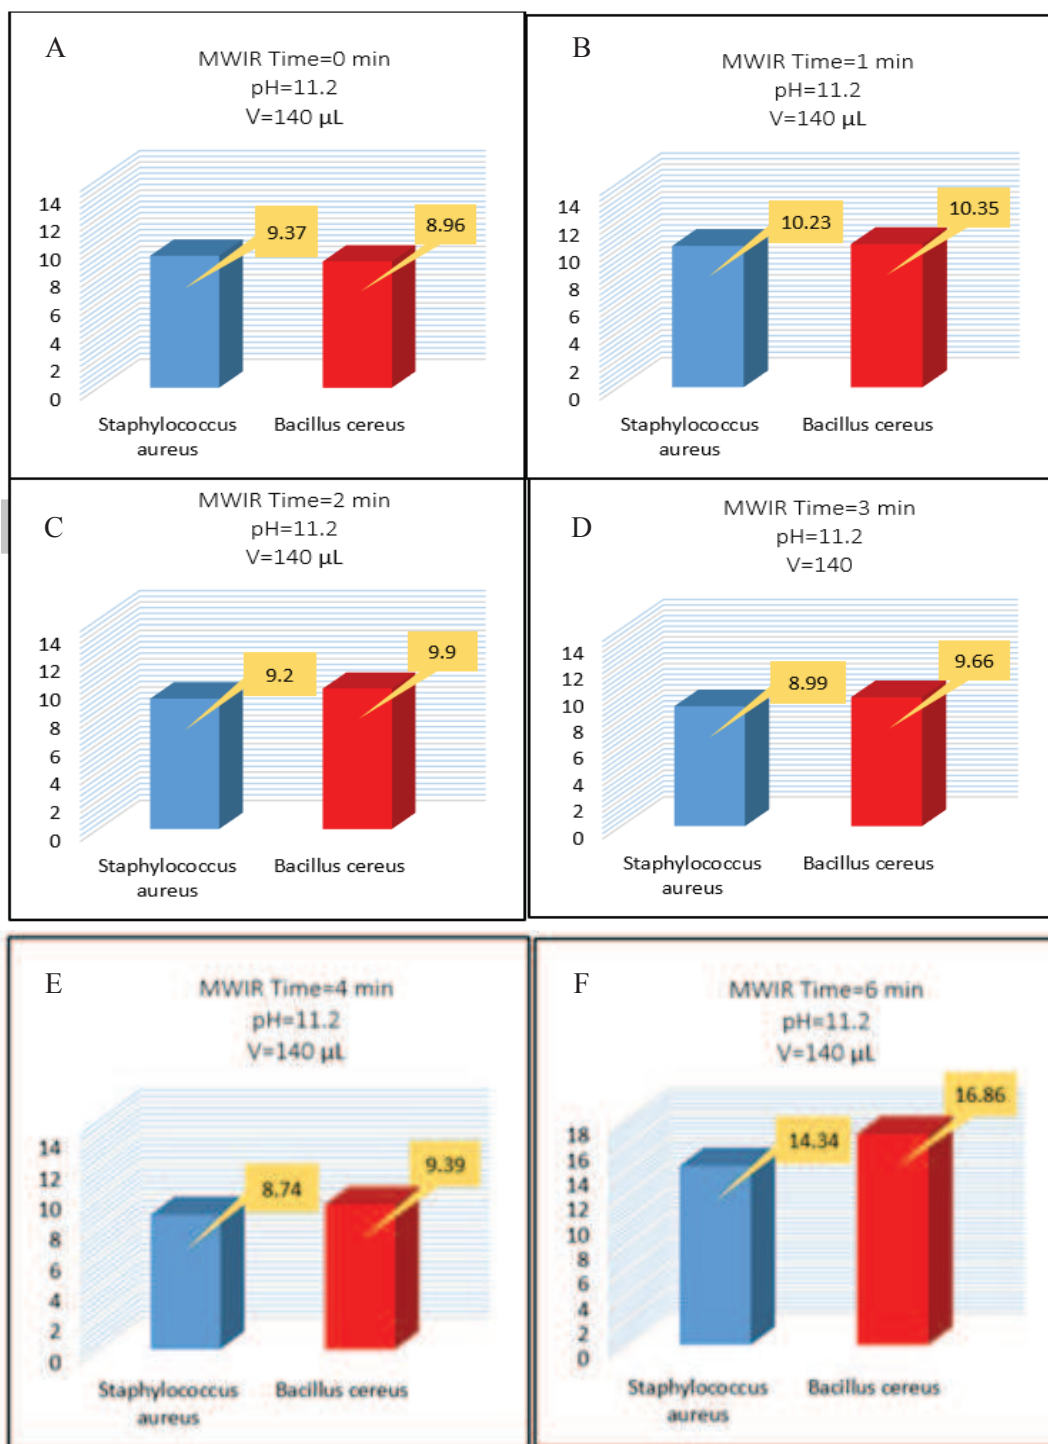 A
MWIR Time=0 min
pH=11.2
V=140 μL
14
12
10
8
6
4
2
0
9.37
8.96
Staphylococcus
aureus
Bacillus cereus
B
MWIR Time=1 min
pH=11.2
V=140 μL
14
12
10
8
6
4
2
0
10.23
10.35
Staphylococcus
aureus
Bacillus cereus
C
MWIR Time=2 min
pH=11.2
V=140 μL
14
12
10
8
6
4
2
0
9.2
9.9
Staphylococcus
aureus
Bacillus cereus
D
MWIR Time=3 min
pH=11.2
V=140
14
12
10
8
6
4
2
0
8.99
9.66
Staphylococcus
aureus
Bacillus cereus
E
MWIR Time=4 min
pH=11.2
V=140 μL
14
12
10
8
6
4
2
0
8.74
9.39
Staphylococcus
aureus
Bacillus cereus
F
MWIR Time=6 min
pH=11.2
V=140 μL
18
16
14
12
10
8
6
4
2
0
14.34
16.86
Staphylococcus
aureus
Bacillus cereus